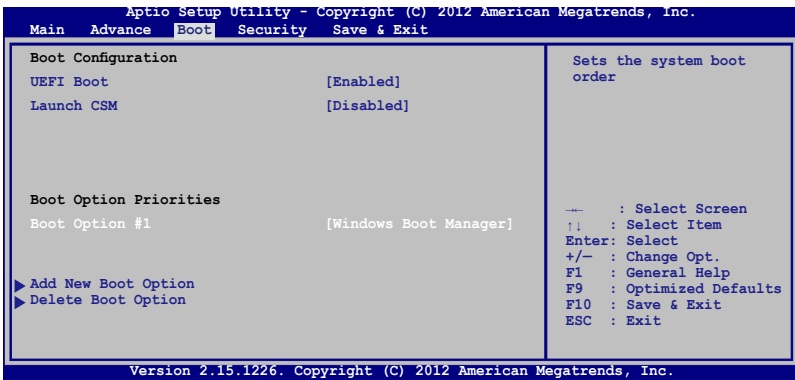 Aptio Setup Utility - Copyright (C) 2012 American Megatrends, Inc.
Main Advance Boot Security Save & Exit
Boot Configuration
UEFI Boot [Enabled]
Launch CSM [Disabled]
Boot Option Priorities
Boot Option #1 [Windows Boot Manager]
Add New Boot Option
Delete Boot Option
Sets the system boot
order
→← : Select Screen
↑↓ : Select Item
Enter: Select
+/— : Change Opt.
F1 : General Help
F9 : Optimized Defaults
F10 : Save & Exit
ESC : Exit
Version 2.15.1226. Copyright (C) 2012 American Megatrends, Inc.